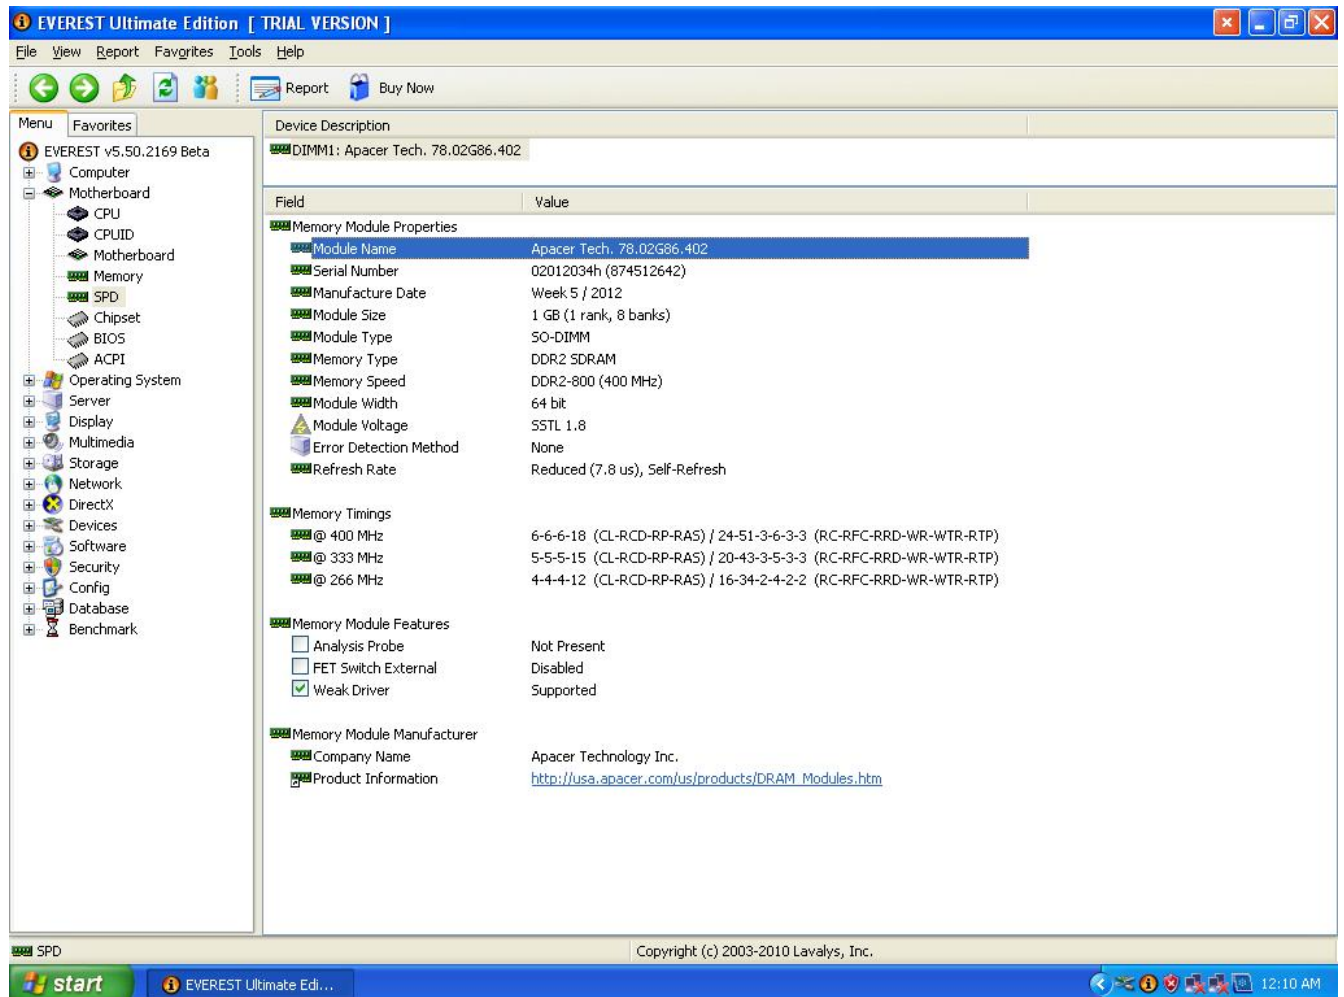 EVEREST Ultimate Edition [ TRIAL VERSION ]
File View Report Favorites Tools Help
Report Buy Now
Menu Favorites
EVEREST v5.50.2169 Beta
Computer
Motherboard
CPU
CPUID
Motherboard
Memory
SPD
Chipset
BIOS
ACPI
Operating System
Server
Display
Multimedia
Storage
Network
DirectX
Devices
Software
Security
Config
Database
Benchmark
Device Description
DIMM1: Apacer Tech. 78.02G86.402
Field Value
Memory Module Properties
Module Name Apacer Tech. 78.02G86.402
Serial Number 02012034h (874512642)
Manufacture Date Week 5 / 2012
Module Size 1 GB (1 rank, 8 banks)
Module Type SO-DIMM
Memory Type DDR2 SDRAM
Memory Speed DDR2-800 (400 MHz)
Module Width 64 bit
Module Voltage SSTL 1.8
Error Detection Method None
Refresh Rate Reduced (7.8 us), Self-Refresh
Memory Timings
@ 400 MHz 6-6-6-18 (CL-RCD-RP-RAS) / 24-51-3-6-3-3 (RC-RFC-RRD-WR-WTR-RTP)
@ 333 MHz 5-5-5-15 (CL-RCD-RP-RAS) / 20-43-3-5-3-3 (RC-RFC-RRD-WR-WTR-RTP)
@ 266 MHz 4-4-4-12 (CL-RCD-RP-RAS) / 16-34-2-4-2-2 (RC-RFC-RRD-WR-WTR-RTP)
Memory Module Features
Analysis Probe Not Present
FET Switch External Disabled
Weak Driver Supported
Memory Module Manufacturer
Company Name Apacer Technology Inc.
Product Information http://usa.apacer.com/us/products/DRAM_Modules.htm
SPD Copyright (c) 2003-2010 Lavalys, Inc.
start EVEREST Ultimate Edi... 12:10 AM